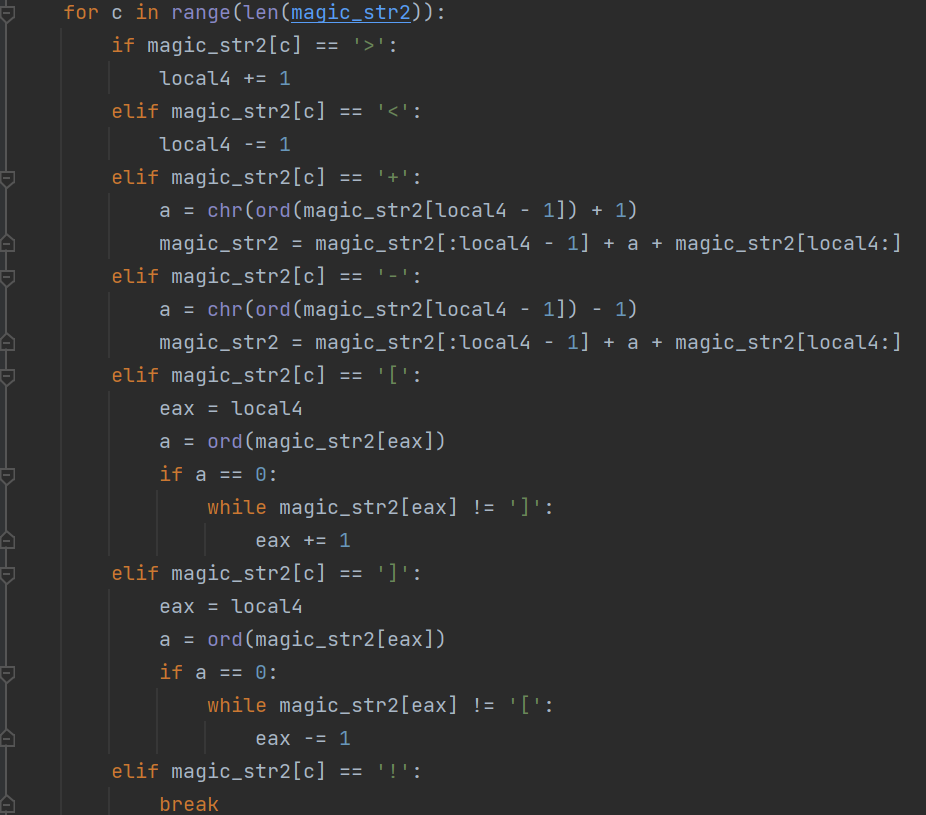 for c in range(len(magic_str2)):
    if magic_str2[c] == '>':
        local4 += 1
    elif magic_str2[c] == '<':
        local4 -= 1
    elif magic_str2[c] == '+':
        a = chr(ord(magic_str2[local4 - 1]) + 1)
        magic_str2 = magic_str2[:local4 - 1] + a + magic_str2[local4:]
    elif magic_str2[c] == '-':
        a = chr(ord(magic_str2[local4 - 1]) - 1)
        magic_str2 = magic_str2[:local4 - 1] + a + magic_str2[local4:]
    elif magic_str2[c] == '[':
        eax = local4
        a = ord(magic_str2[eax])
        if a == 0:
            while magic_str2[eax] != ']':
                eax += 1
    elif magic_str2[c] == ']':
        eax = local4
        a = ord(magic_str2[eax])
        if a == 0:
            while magic_str2[eax] != '[':
                eax -= 1
    elif magic_str2[c] == '!':
        break